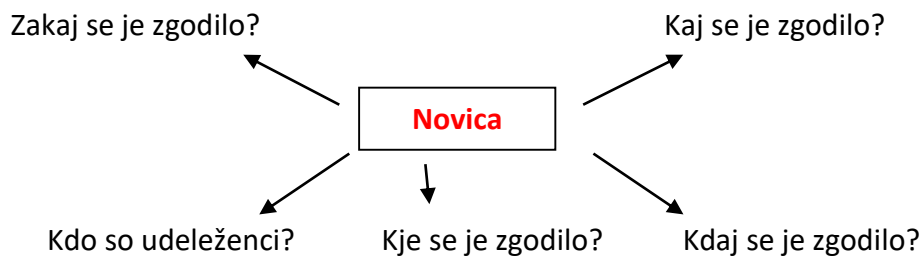 Zakaj se je zgodilo? Kaj se je zgodilo?
Novica
Kdo so udeleženci? Kje se je zgodilo? Kdaj se je zgodilo?